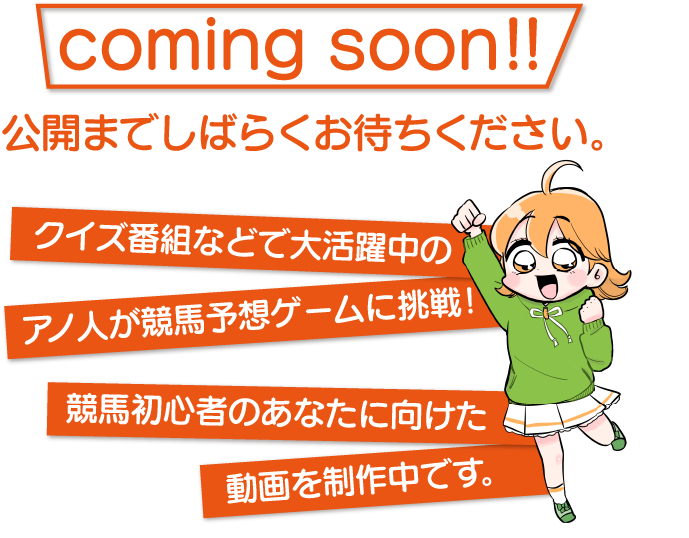 coming soon!!
公開までしばらくお待ちください。
クイズ番組などで大活躍中の
アノ人が競馬予想ゲームに挑戦!
競馬初心者のあなたに向けた
動画を制作中です。